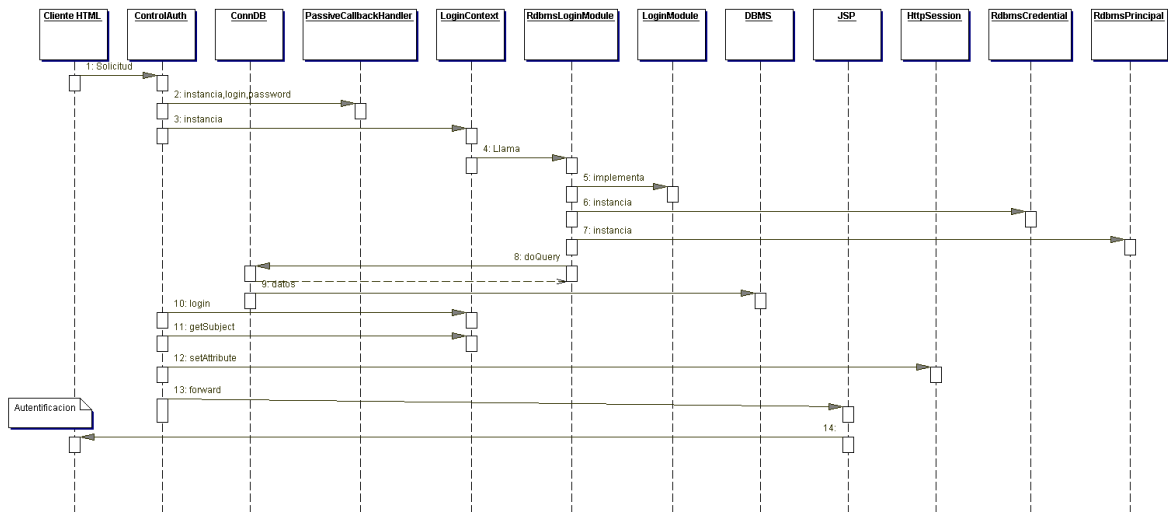 Cliente HTML
ControlAuth
ConnDB
PassiveCallbackHandler
LoginContext
RdbmsLoginModule
LoginModule
DBMS
JSP
HttpSession
RdbmsCredential
RdbmsPrincipal
1: Solicitud
2: instancia,login,password
3: instancia
4: Llama
5: implementa
6: instancia
7: instancia
8: doQuery
9: datos
10: login
11: getSubject
12: setAttribute
13: forward
Autentificacion
14: